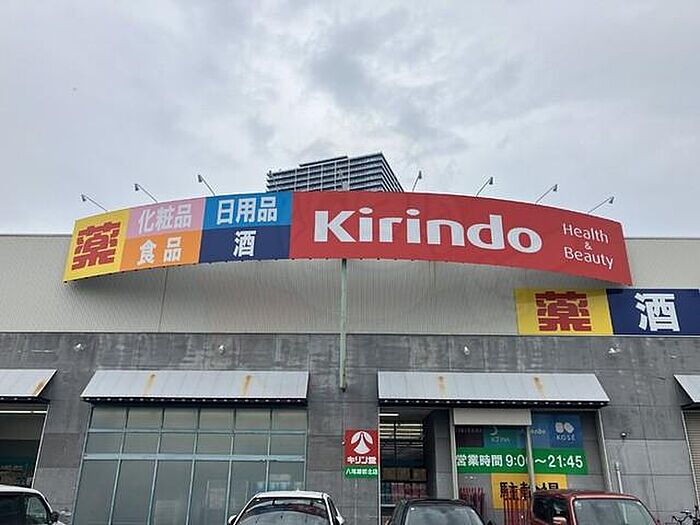 薬
化粧品
日用品
食品
酒
Kirindo
Health
&
Beauty
薬
酒
KOSÉ
営業時間 9:00~21:45
キリン堂